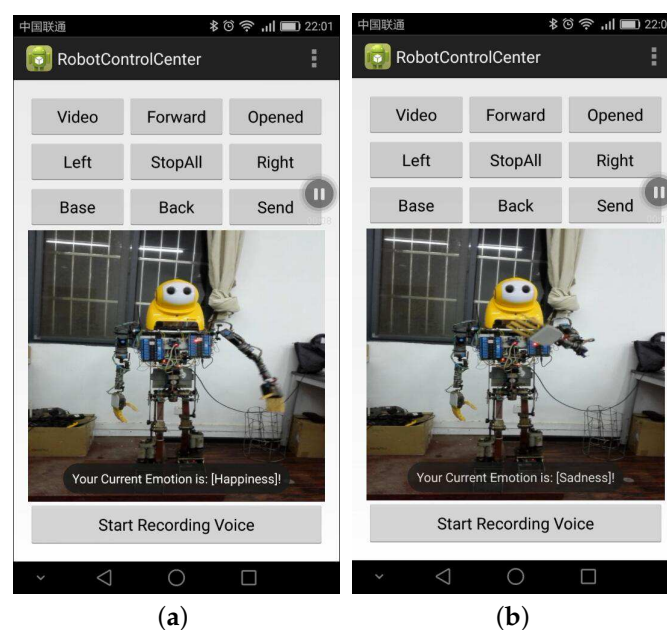 中国联通 22:01
RobotControlCenter
Video Forward Opened
Left StopAll Right
Base Back Send
Your Current Emotion is: [Happiness]!
Start Recording Voice
(a)
中国联通 22:0
RobotControlCenter
Video Forward Opened
Left StopAll Right
Base Back Send
Your Current Emotion is: [Sadness]!
Start Recording Voice
(b)